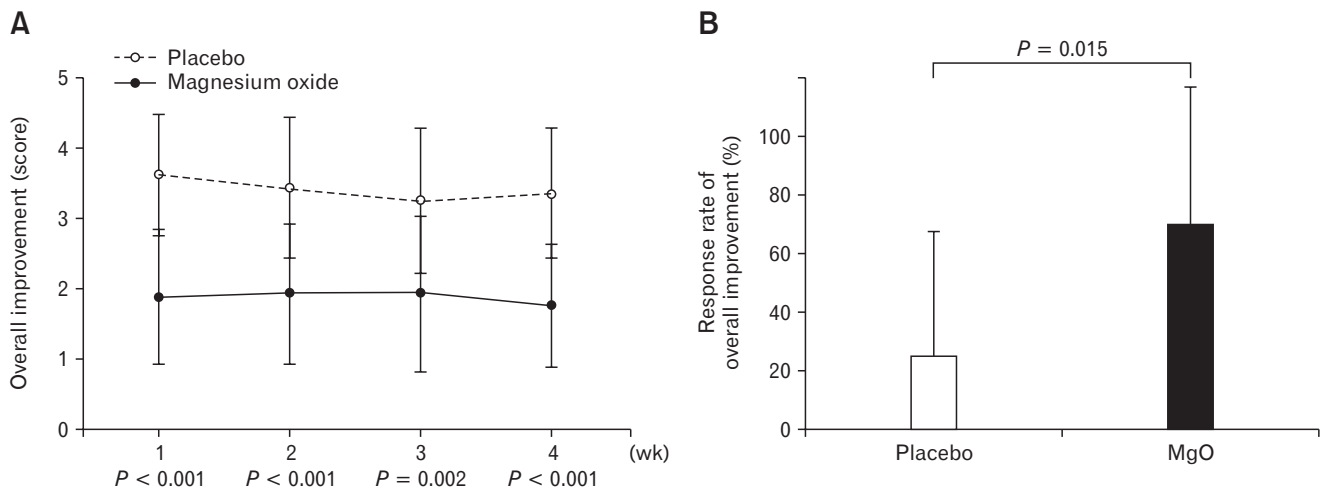 A
Placebo
Magnesium oxide
Overall improvement (score)
5
4
3
2
1
0
1 2 3 4 (wk)
P < 0.001 P < 0.001 P = 0.002 P < 0.001
B
P = 0.015
Response rate of
overall improvement (%)
100
80
60
40
20
0
Placebo MgO